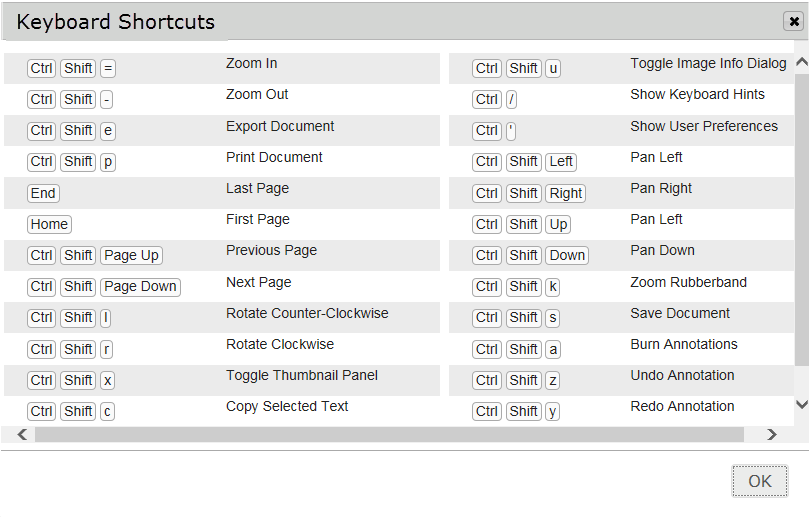 Keyboard Shortcuts
Ctrl Shift = Zoom In
Ctrl Shift - Zoom Out
Ctrl Shift e Export Document
Ctrl Shift p Print Document
End Last Page
Home First Page
Ctrl Shift Page Up Previous Page
Ctrl Shift Page Down Next Page
Ctrl Shift l Rotate Counter-Clockwise
Ctrl Shift r Rotate Clockwise
Ctrl Shift x Toggle Thumbnail Panel
Ctrl Shift c Copy Selected Text
Ctrl Shift u Toggle Image Info Dialog
Ctrl / Show Keyboard Hints
Ctrl ' Show User Preferences
Ctrl Shift Left Pan Left
Ctrl Shift Right Pan Right
Ctrl Shift Up Pan Left
Ctrl Shift Down Pan Down
Ctrl Shift k Zoom Rubberband
Ctrl Shift s Save Document
Ctrl Shift a Burn Annotations
Ctrl Shift z Undo Annotation
Ctrl Shift y Redo Annotation
OK